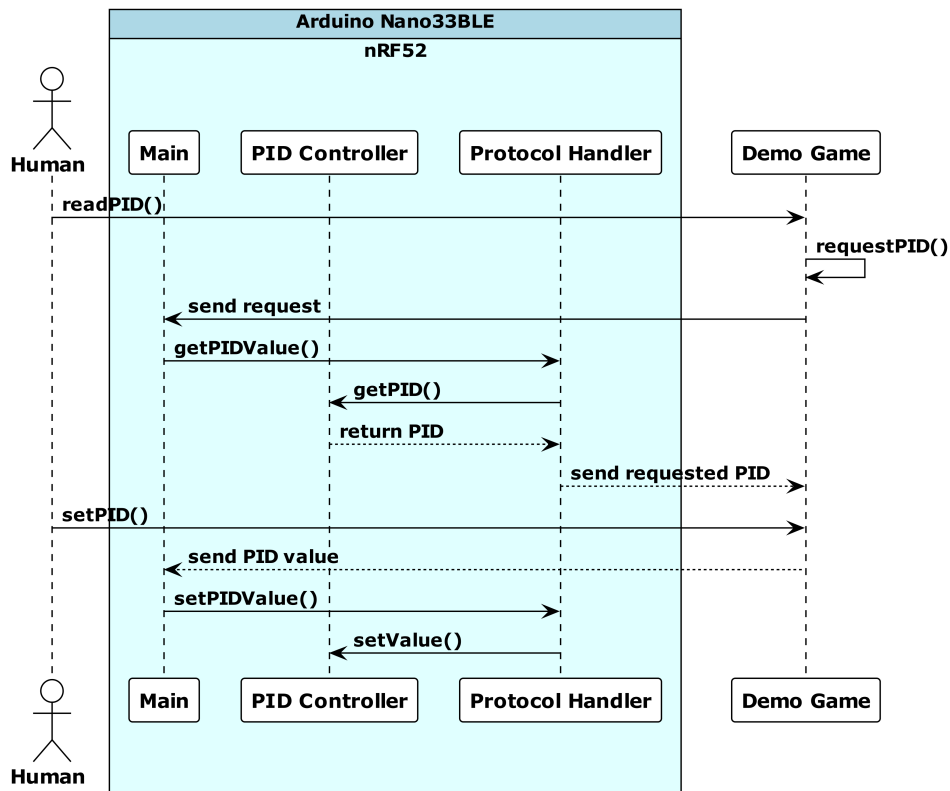 Arduino Nano33BLE
nRF52
Human
Main
PID Controller
Protocol Handler
Demo Game
readPID()
requestPID()
send request
getPIDValue()
getPID()
return PID
send requested PID
setPID()
send PID value
setPIDValue()
setValue()
Human
Main
PID Controller
Protocol Handler
Demo Game